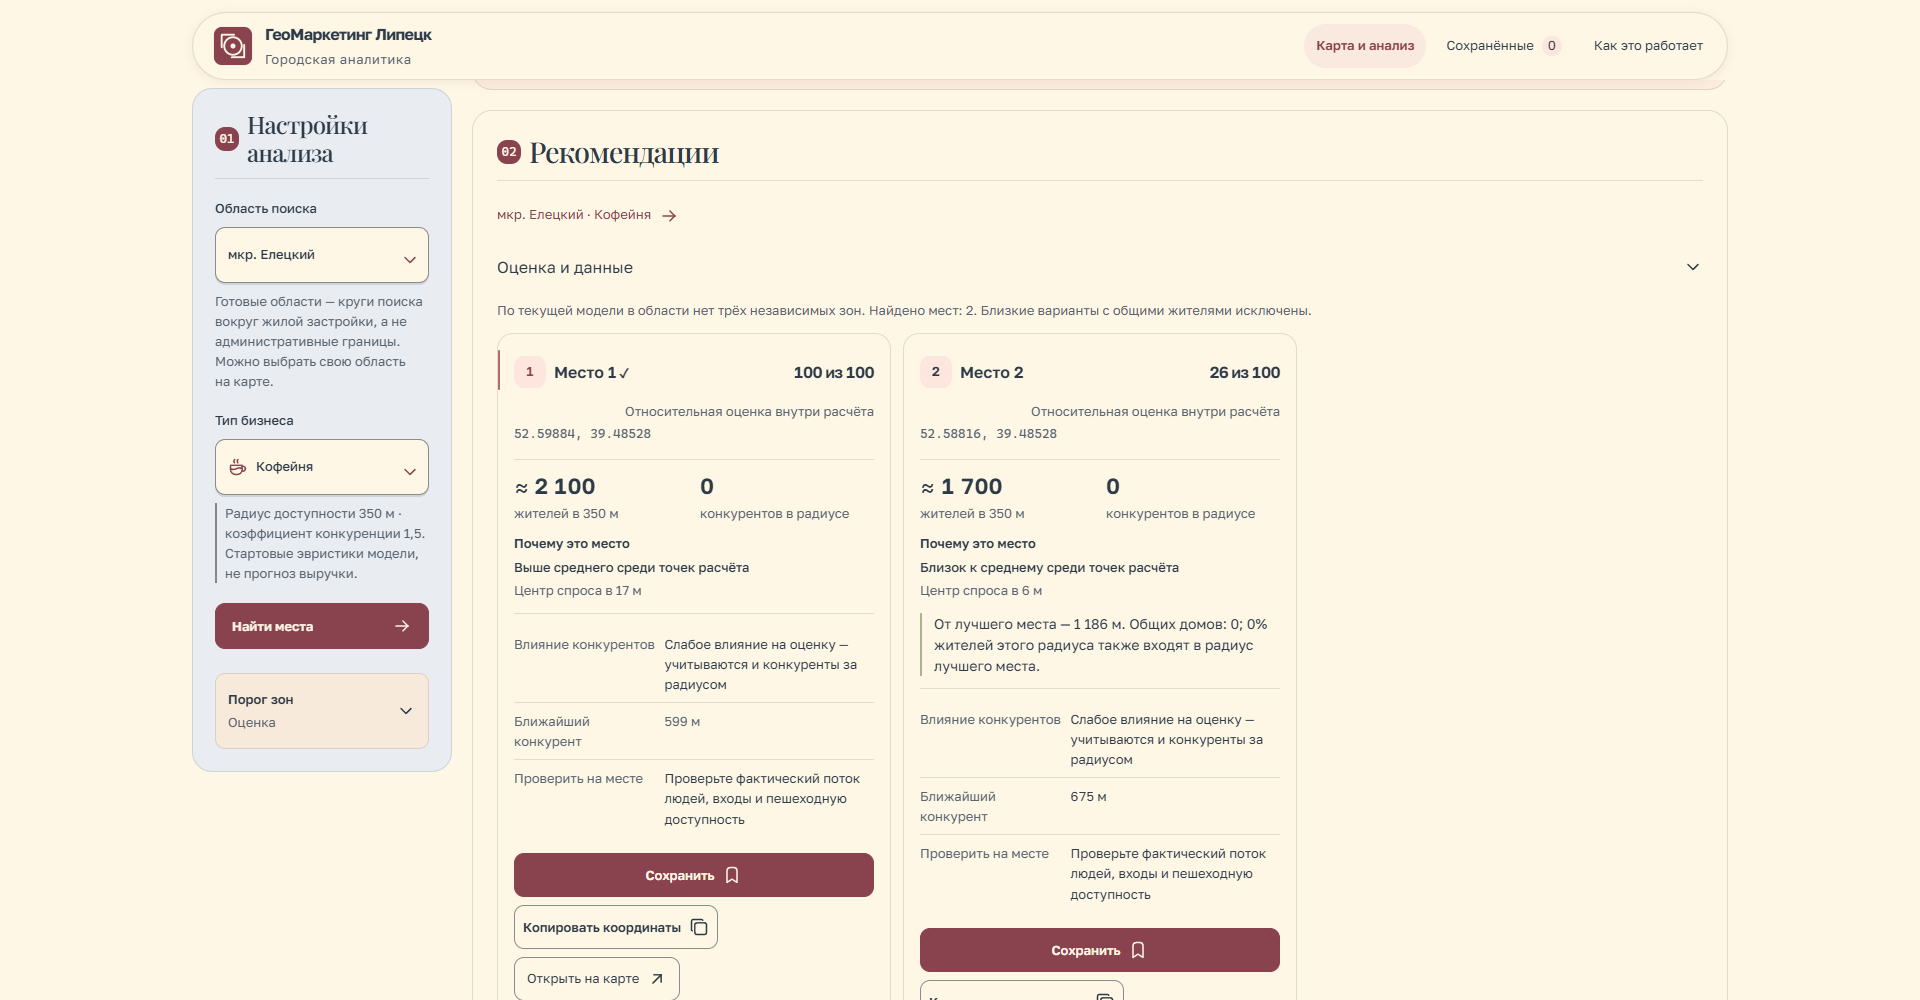 ГеоМаркетинг Липецк
Городская аналитика
Карта и анализ
Сохранённые 0
Как это работает
01 Настройки
анализа
Область поиска
мкр. Елецкий
Готовые области — круги поиска
вокруг жилой застройки, а не
административные границы.
Можно выбрать свою область
на карте.
Тип бизнеса
Кофейня
Радиус доступности 350 м ·
коэффициент конкуренции 1,5.
Стартовые эвристики модели,
не прогноз выручки.
Найти места
Порог зон
Оценка
02 Рекомендации
мкр. Елецкий · Кофейня
Оценка и данные
По текущей модели в области нет трёх независимых зон. Найдено мест: 2. Близкие варианты с общими жителями исключены.
1 Место 1 ✓ 100 из 100
Относительная оценка внутри расчёта
52.59884, 39.48528
≈ 2 100 0
жителей в 350 м конкурентов в радиусе
Почему это место
Выше среднего среди точек расчёта
Центр спроса в 17 м
Влияние конкурентов Слабое влияние на оценку —
учитываются и конкуренты за
радиусом
Ближайший 599 м
конкурент
Проверить на месте Проверьте фактический поток
людей, входы и пешеходную
доступность
Сохранить
Копировать координаты
Открыть на карте
2 Место 2 26 из 100
Относительная оценка внутри расчёта
52.58816, 39.48528
≈ 1 700 0
жителей в 350 м конкурентов в радиусе
Почему это место
Близок к среднему среди точек расчёта
Центр спроса в 6 м
От лучшего места — 1 186 м. Общих домов: 0; 0%
жителей этого радиуса также входят в радиус
лучшего места.
Влияние конкурентов Слабое влияние на оценку —
учитываются и конкуренты за
радиусом
Ближайший 675 м
конкурент
Проверить на месте Проверьте фактический поток
людей, входы и пешеходную
доступность
Сохранить